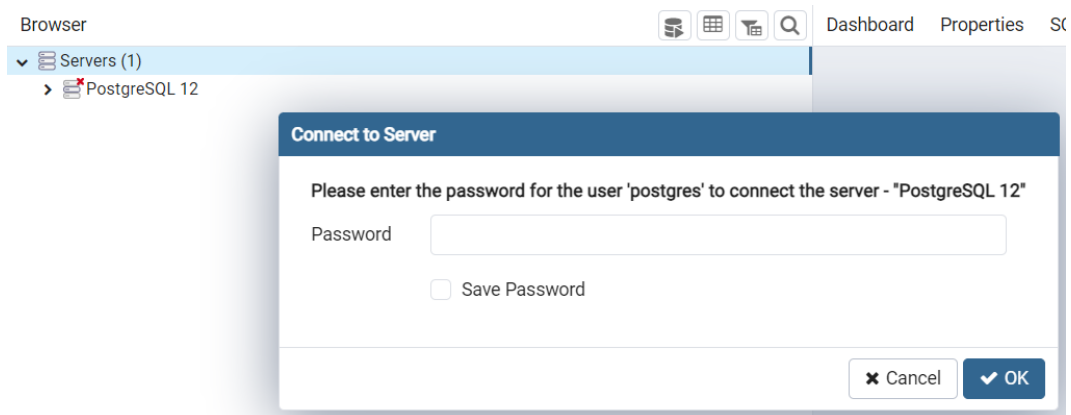 Browser
Dashboard Properties
Servers (1)
PostgreSQL 12
Connect to Server
Please enter the password for the user 'postgres' to connect the server - "PostgreSQL 12"
Password
Save Password
Cancel OK